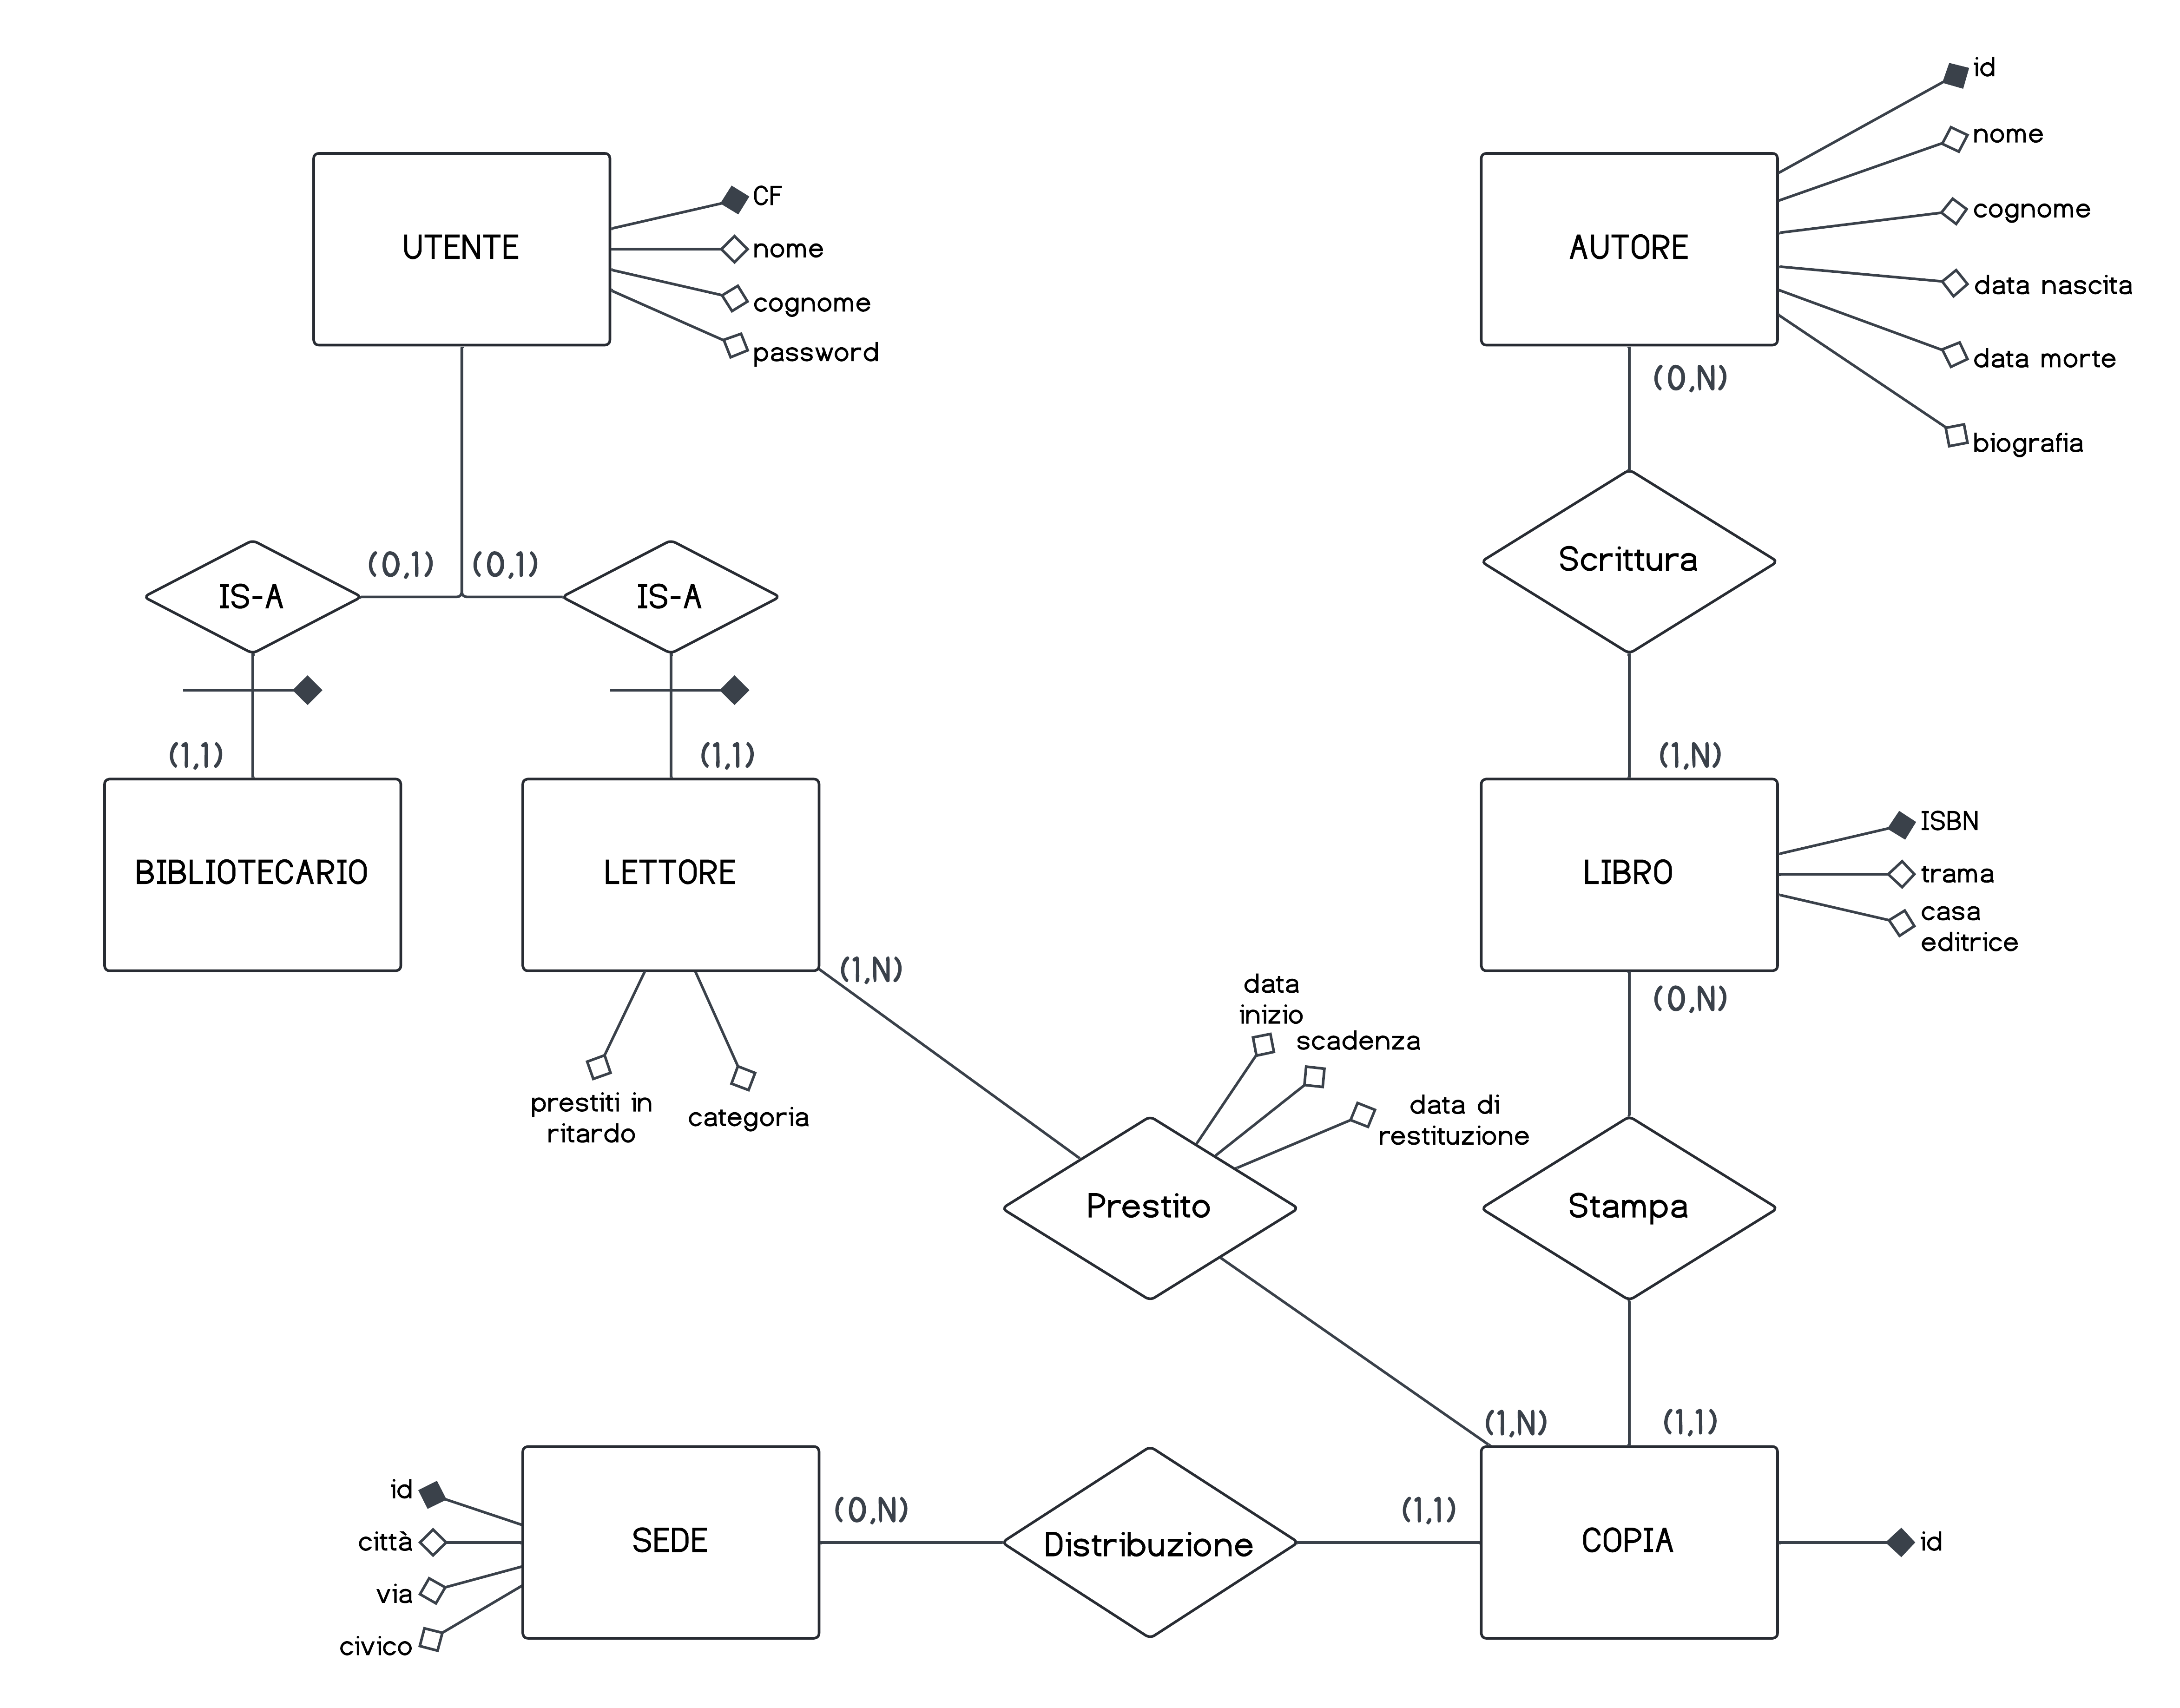 id
nome
cognome
data nascita
data morte
biografia
AUTORE
(0,N)
UTENTE
CF
nome
cognome
password
IS-A
(0,1)
(0,1)
IS-A
Scrittura
(1,1)
(1,1)
(1,N)
BIBLIOTECARIO
LETTORE
LIBRO
ISBN
trama
casa
editrice
(1,N)
(0,N)
prestiti in
ritardo
categoria
data
inizio
scadenza
data di
restituzione
Prestito
Stampa
(1,N)
(1,1)
id
città
via
civico
SEDE
(0,N)
Distribuzione
(1,1)
COPIA
id